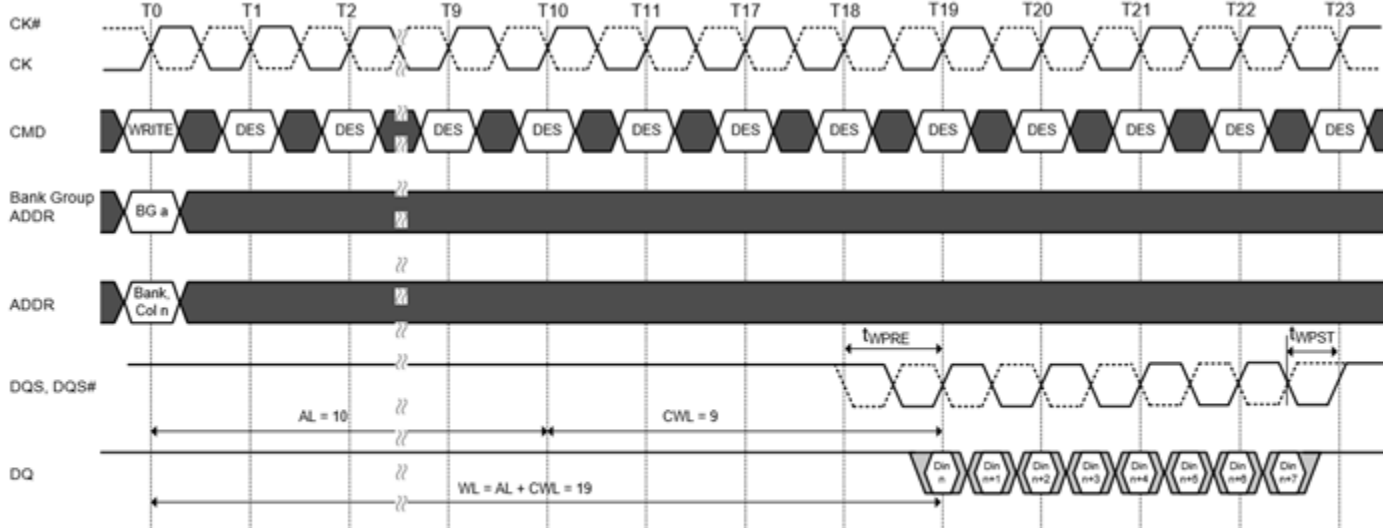 T0 T1 T2 T9 T10 T11 T17 T18 T19 T20 T21 T22 T23
CK#
CK
CMD WRITE DES DES DES DES DES DES DES DES DES DES DES DES
Bank Group
ADDR
BG a
ADDR
Bank,
Col n
tWPRE tWPST
DQS, DQS#
AL = 10 CWL = 9
DQ
Din n Din n+1 Din n+2 Din n+3 Din n+4 Din n+5 Din n+6 Din n+7
WL = AL + CWL = 19